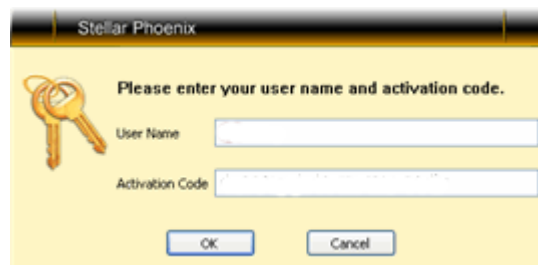 Stellar Phoenix
Please enter your user name and activation code.
User Name
Activation Code
OK
Cancel